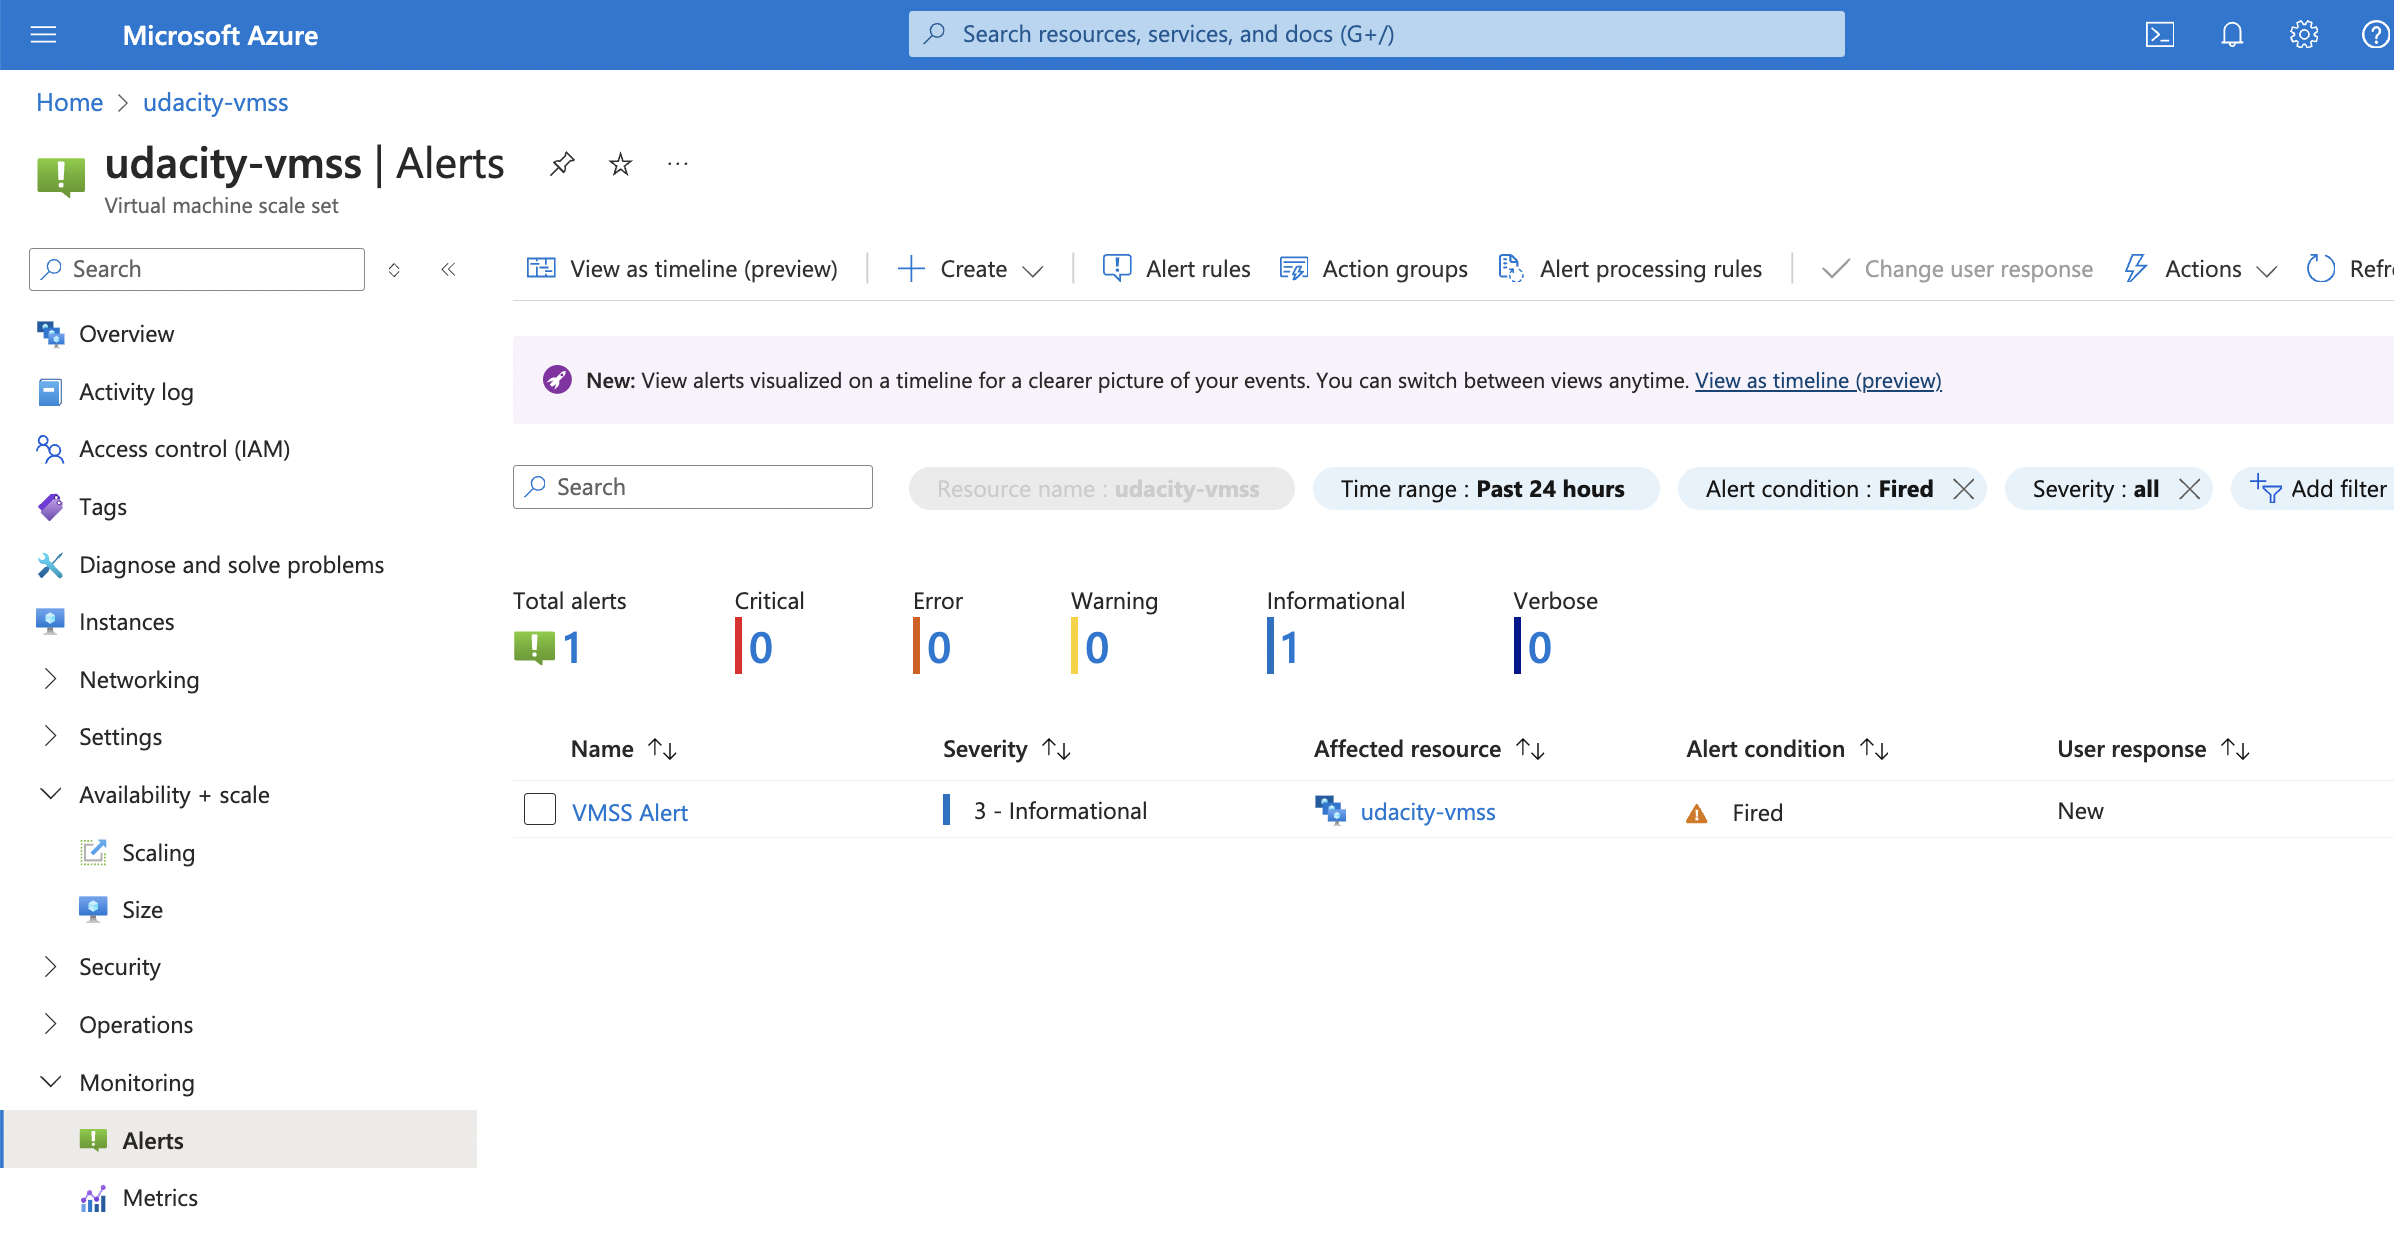 Microsoft Azure
Search resources, services, and docs (G+/)
Home > udacity-vmss
udacity-vmss | Alerts
Virtual machine scale set
Search
View as timeline (preview)
Create
Alert rules
Action groups
Alert processing rules
Change user response
Actions
Refre
Overview
Activity log
Access control (IAM)
Tags
Diagnose and solve problems
Instances
Networking
Settings
Availability + scale
Scaling
Size
Security
Operations
Monitoring
Alerts
Metrics
New: View alerts visualized on a timeline for a clearer picture of your events. You can switch between views anytime. View as timeline (preview)
Search
Resource name : udacity-vmss
Time range : Past 24 hours
Alert condition : Fired
Severity : all
Add filter
Total alerts Critical Error Warning Informational Verbose
1 0 0 0 1 0
Name Severity Affected resource Alert condition User response
VMSS Alert 3 - Informational udacity-vmss Fired New